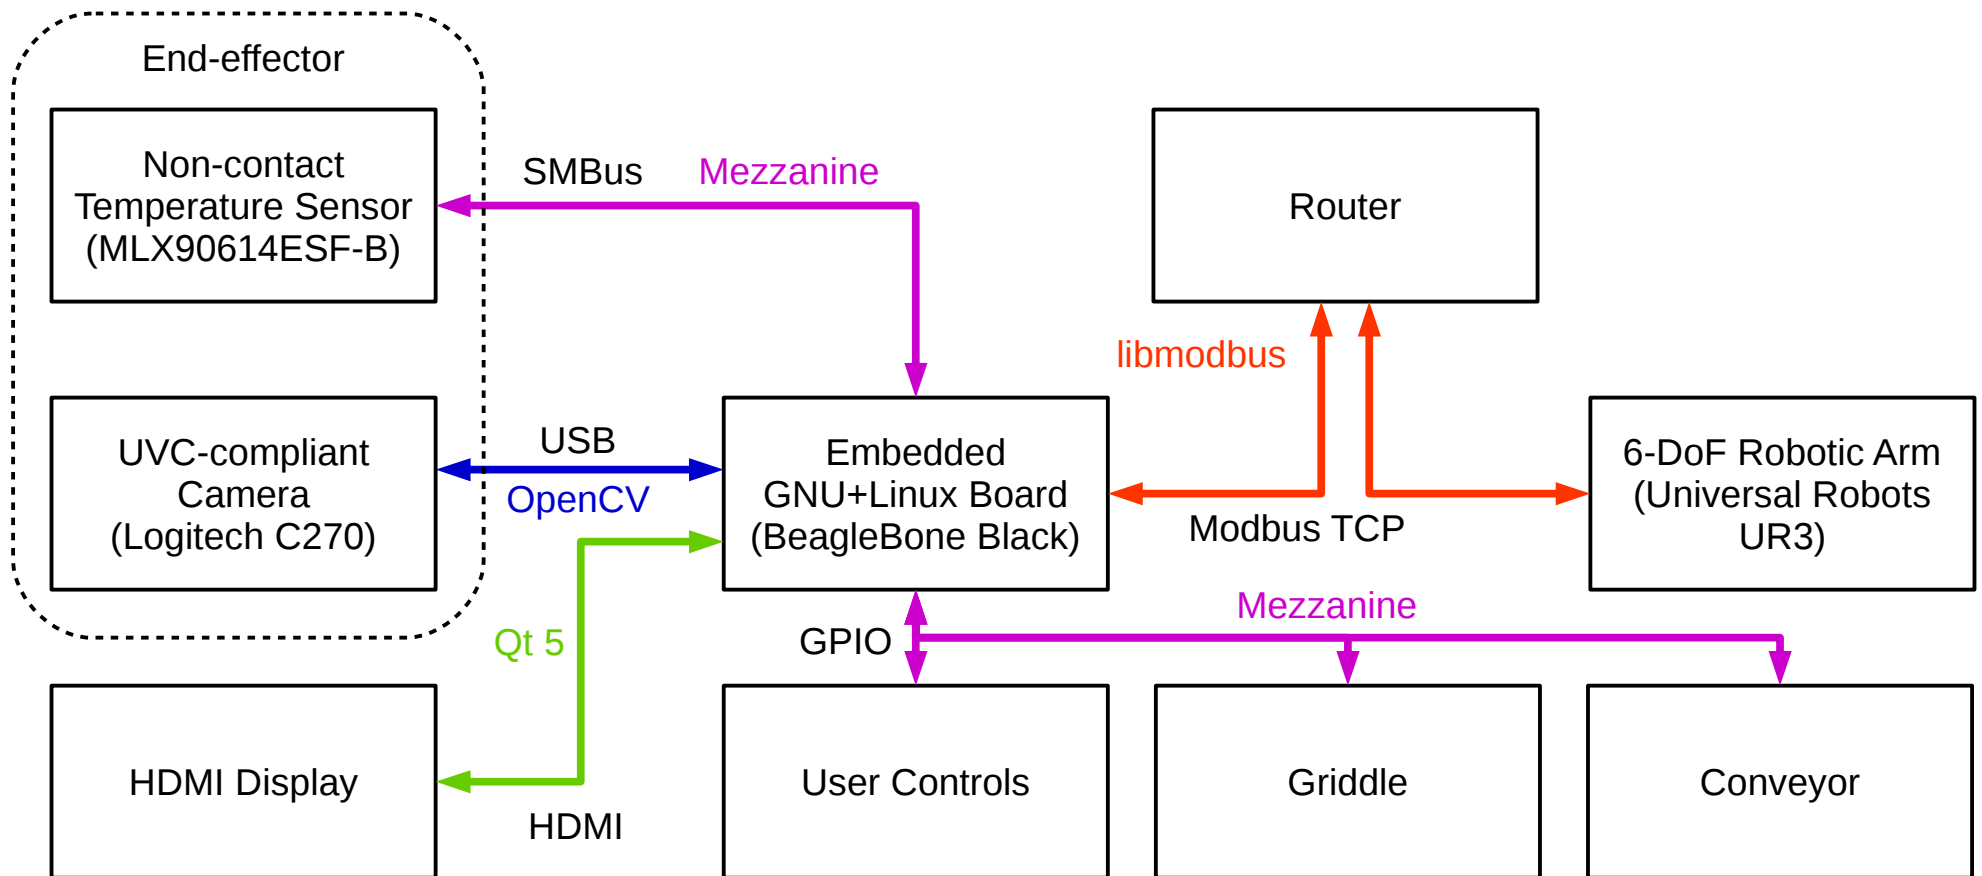 End-effector
Non-contact
Temperature Sensor
(MLX90614ESF-B)
SMBus
Mezzanine
Router
libmodbus
UVC-compliant
Camera
(Logitech C270)
USB
OpenCV
Embedded
GNU+Linux Board
(BeagleBone Black)
Modbus TCP
6-DoF Robotic Arm
(Universal Robots
UR3)
Mezzanine
Qt 5
GPIO
HDMI Display
HDMI
User Controls
Griddle
Conveyor